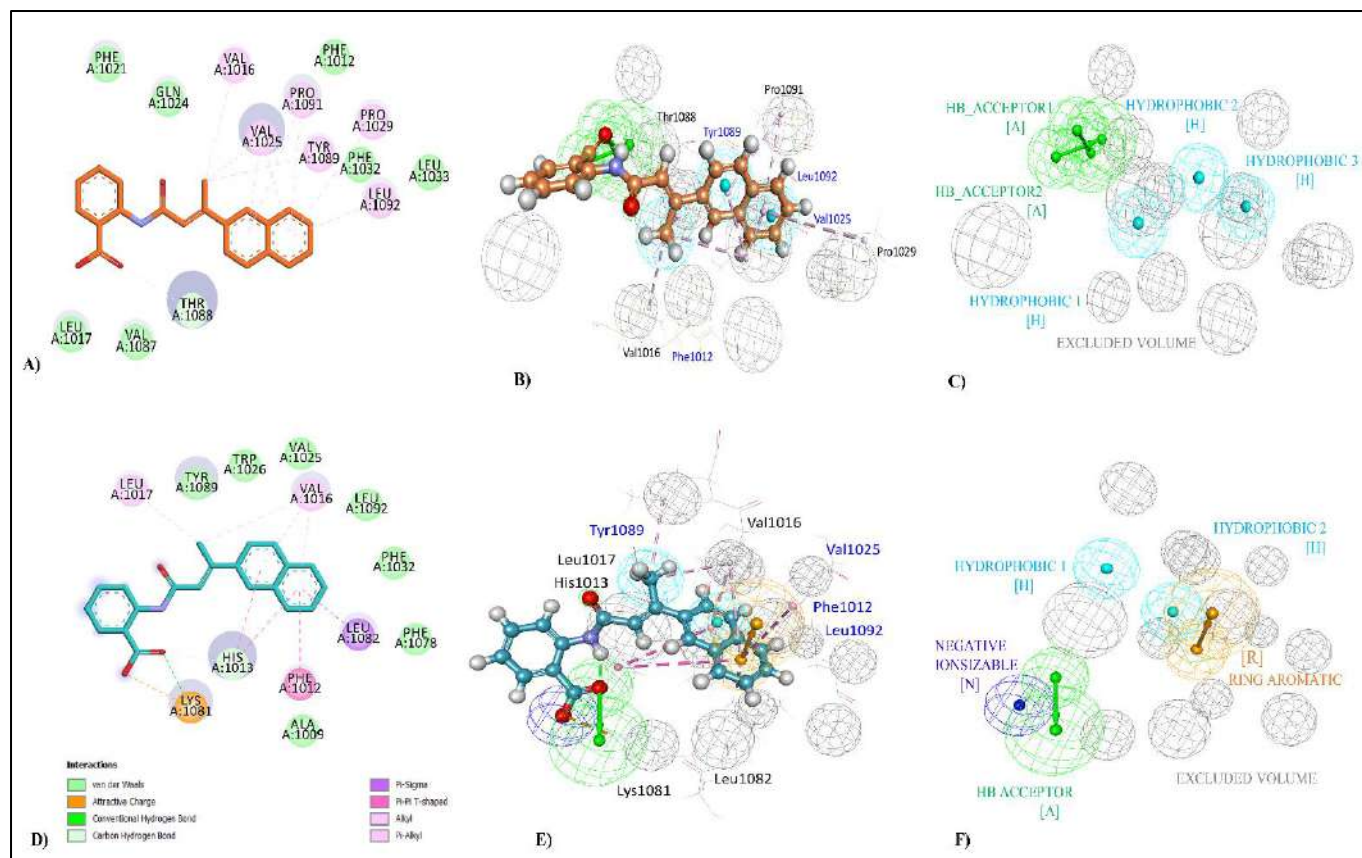 PHE
A:1021
GLN
A:1024
VAL
A:1016
PHE
A:1012
PRO
A:1091
VAL
A:1025
PRO
A:1029
TYR
A:1089
PHE
A:1032
LEU
A:1033
LEU
A:1092
THR
A:1088
LEU
A:1017
VAL
A:1087
A)
Pro1091
Thr1088
Tyr1089
Leu1092
Val1025
Pro1029
Val1016
Phe1012
B)
HB_ACCEPTOR1
[A]
HYDROPHOBIC 2
[H]
HYDROPHOBIC 3
[H]
HB_ACCEPTOR2
[A]
HYDROPHOBIC 1
[H]
EXCLUDED VOLUME
C)
LEU
A:1017
TYR
A:1089
TRP
A:1026
VAL
A:1025
VAL
A:1016
LEU
A:1092
PHE
A:1032
LEU
A:1082
PHE
A:1078
HIS
A:1013
PHE
A:1012
LYS
A:1081
ALA
A:1009
Interactions
van der Waals
Attractive Charge
Conventional Hydrogen Bond
Carbon Hydrogen Bond
Pi-Sigma
Pi-Pi T-shaped
Alkyl
Pi-Alkyl
D)
Tyr1089
Val1016
Leu1017
His1013
Val1025
Phe1012
Leu1092
Lys1081
Leu1082
E)
HYDROPHOBIC 2
[H]
HYDROPHOBIC 1
[H]
NEGATIVE
IONSIZABLE
[N]
[R]
RING AROMATIC
HB ACCEPTOR
[A]
EXCLUDED VOLUME
F)